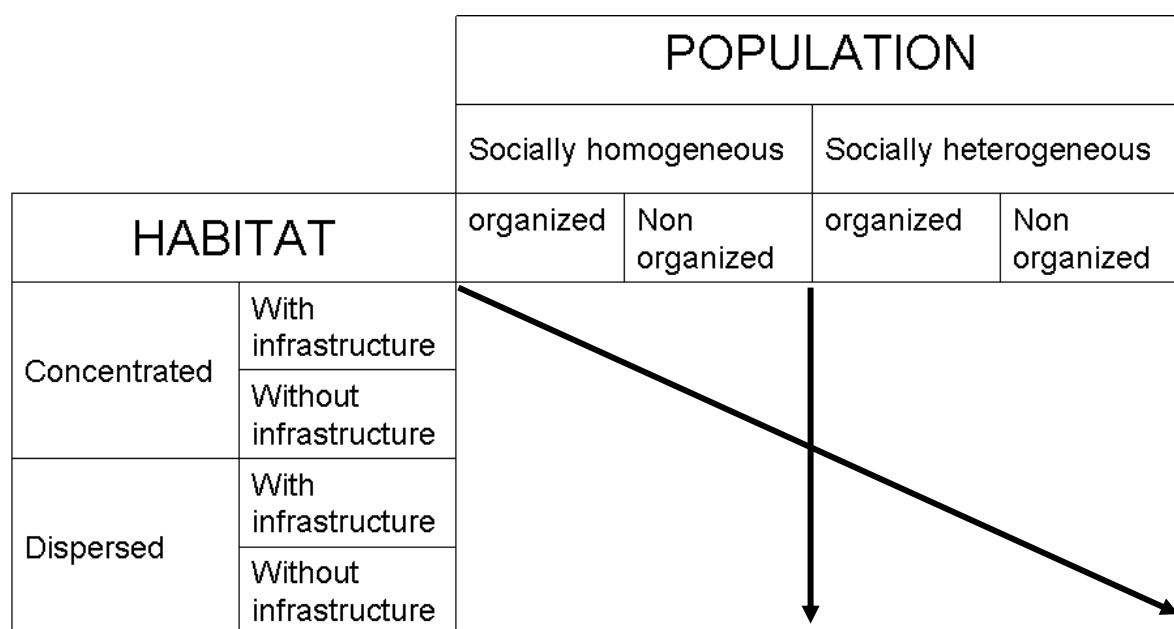 POPULATION
Socially homogeneous
Socially heterogeneous
HABITAT
organized
Non
organized
organized
Non
organized
Concentrated
With
infrastructure
Without
infrastructure
Dispersed
With
infrastructure
Without
infrastructure